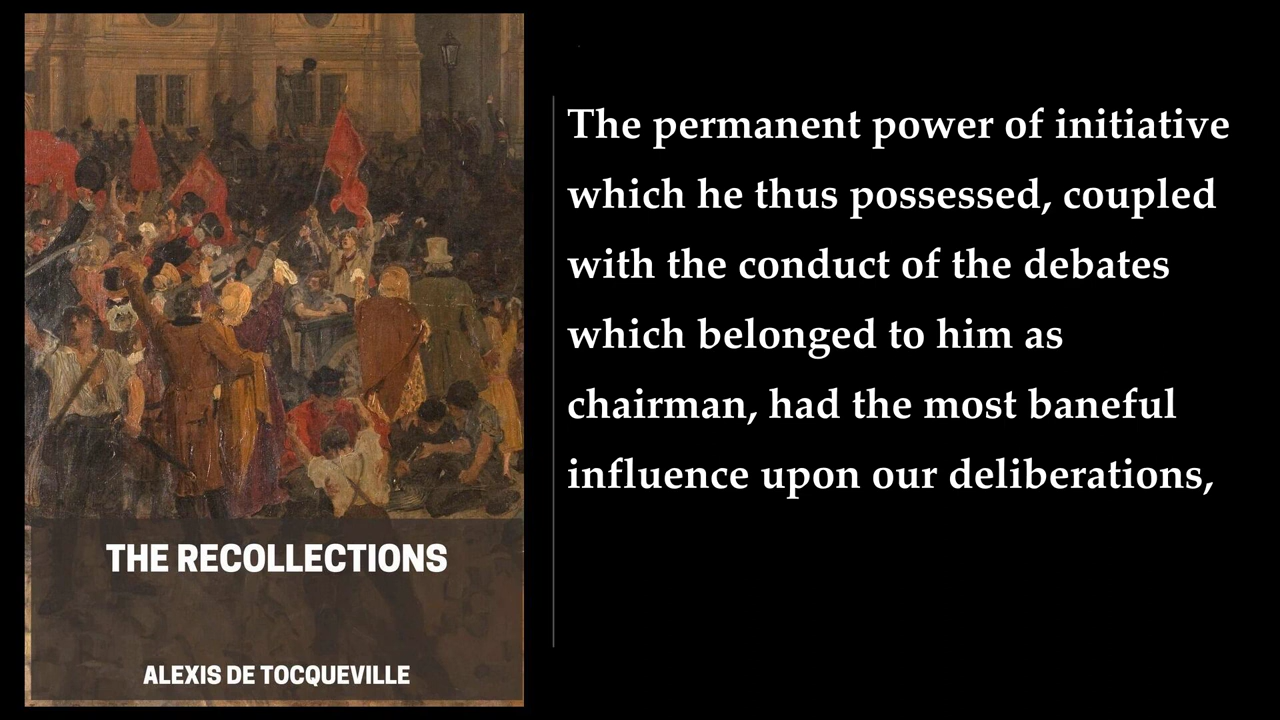 THE RECOLLECTIONS
ALEXIS DE TOCQUEVILLE
The permanent power of initiative
which he thus possessed, coupled
with the conduct of the debates
which belonged to him as
chairman, had the most baneful
influence upon our deliberations,